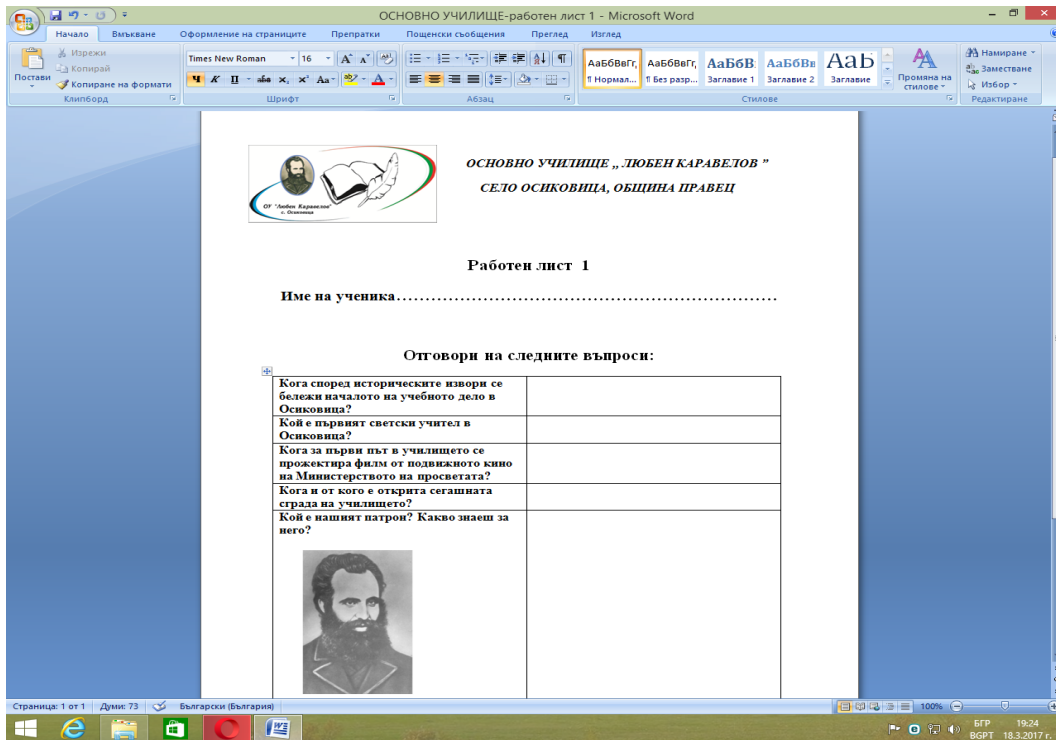 ОСНОВНО УЧИЛИЩЕ-работен лист 1 - Microsoft Word
Начало Вмъкване Оформление на страниците Препратки Пощенски съобщения Преглед Изглед
Постави
Изрежи
Копирай
Копиране на формати
Клипборд
Times New Roman 16
Ч К П abc x, x² Aa
Шрифт
Абзац
АаБбВвГг, АаБбВвГг, АаБбВ АаБбВв АаБ
¶ Нормал... ¶ Без разр... Заглавие 1 Заглавие 2 Заглавие
Промяна на стилове
Стилове
Намиране
Заместване
Избор
Редактиране
ОУ "Любен Каравелов"
с. Осиковица
ОСНОВНО УЧИЛИЩЕ „ ЛЮБЕН КАРАВЕЛОВ ”
СЕЛО ОСИКОВИЦА, ОБЩИНА ПРАВЕЦ
Работен лист 1
Име на ученика………………………………………………………
Отговори на следните въпроси:
Кога според историческите извори се
бележи началото на учебното дело в
Осиковица?
Кой е първият светски учител в
Осиковица?
Кога за първи път в училището се
прожектира филм от подвижното кино
на Министерството на просветата?
Кога и от кого е открита сегашната
сграда на училището?
Кой е нашият патрон? Какво знаеш за
него?
Страница: 1 от 1 Думи: 73 Български (България) 100%
БГР 19:24
BGPT 18.3.2017 г.